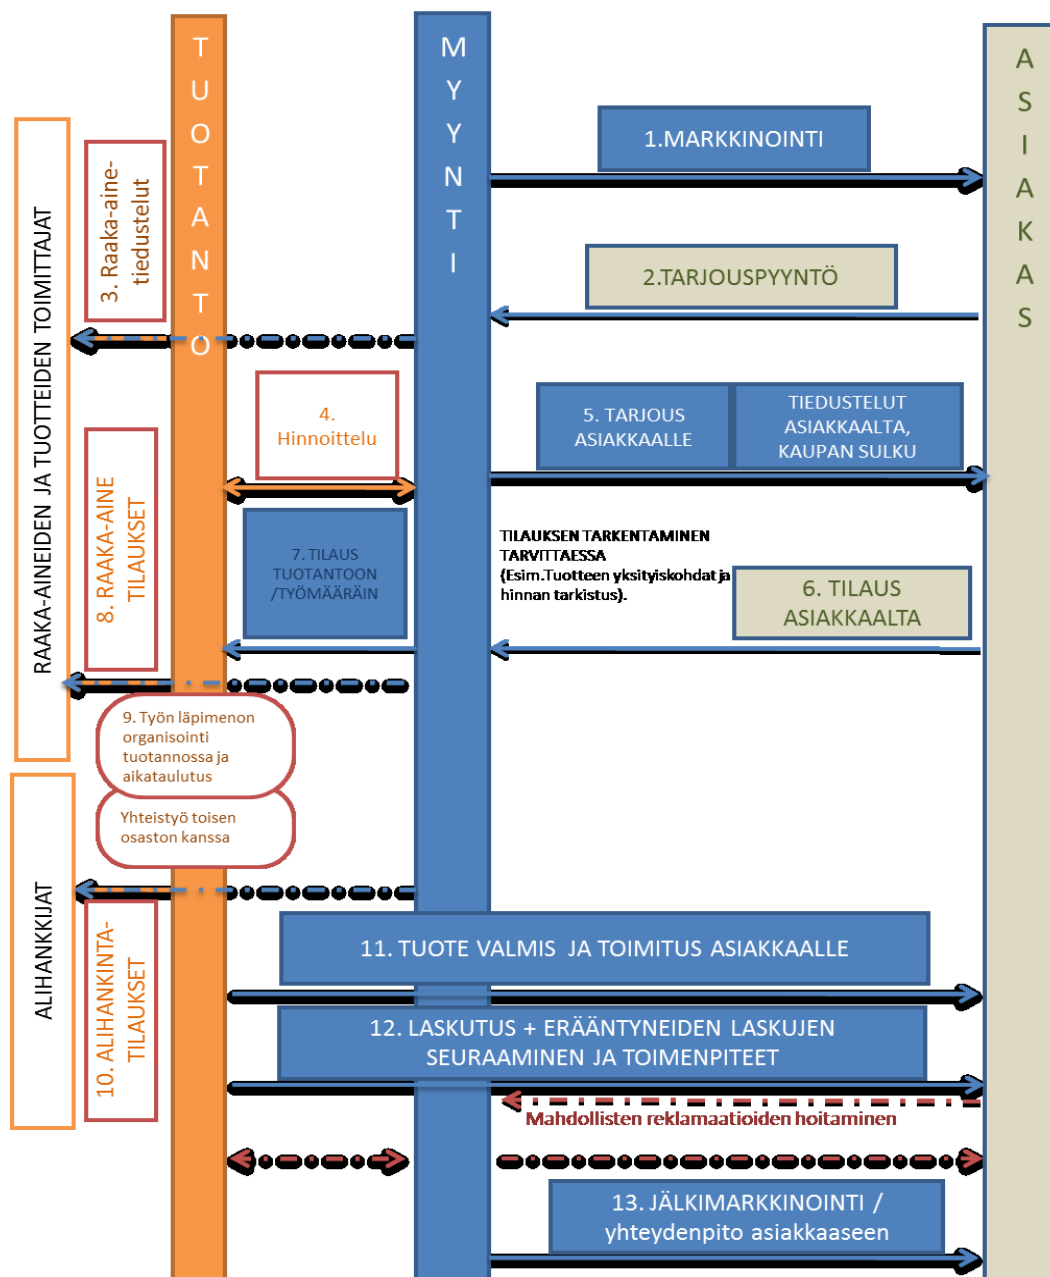 TUOTANTO
MYYNTI
ASIAKAS
RAAKA-AINEIDEN JA TUOTTEIDEN TOIMITTAJAT
ALIHANKKIJAT
1.MARKKINOINTI
2.TARJOUSPYYNTÖ
3. Raaka-aine-
tiedustelut
4.
Hinnoittelu
5. TARJOUS
ASIAKKAALLE
TIEDUSTELUT
ASIAKKAALTA,
KAUPAN SULKU
TILAUKSEN TARKENTAMINEN
TARVITTAESSA
(Esim.Tuotteen yksityiskohdat ja
hinnan tarkistus).
6. TILAUS
ASIAKKAALTA
7. TILAUS
TUOTANTOON
/TYÖMÄÄRÄIN
8. RAAKA-AINE
TILAUKSET
9. Työn läpimenon
organisointi
tuotannossa ja
aikataulutus
Yhteistyö toisen
osaston kanssa
10. ALIHANKINTA-
TILAUKSET
11. TUOTE VALMIS JA TOIMITUS ASIAKKAALLE
12. LASKUTUS + ERÄÄNTYNEIDEN LASKUJEN
SEURAAMINEN JA TOIMENPITEET
Mahdollisten reklamaatioiden hoitaminen
13. JÄLKIMARKKINOINTI /
yhteydenpito asiakkaaseen